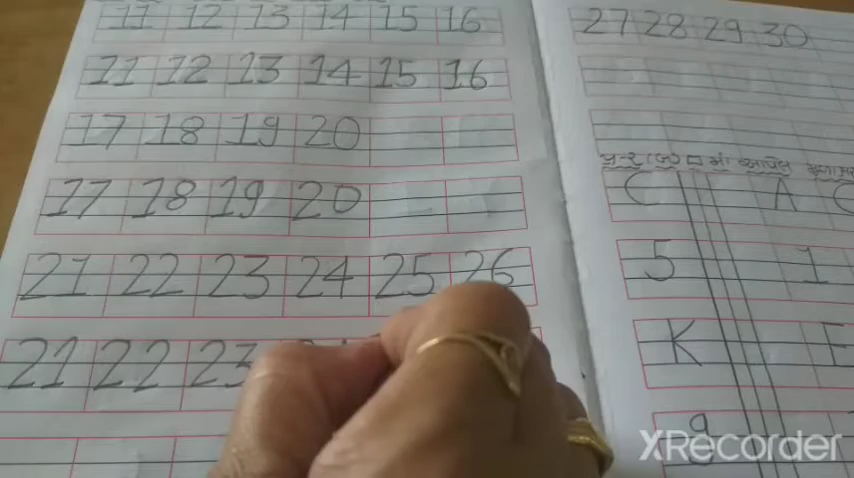 11 12 13 14 15 16
11 12 13 14 15 16
17 18 19 20
17 18 19 20
21 22 23 24 25 26
21 22 23
27 28 29 30
C A C
5 1
K F
9
XRecorder